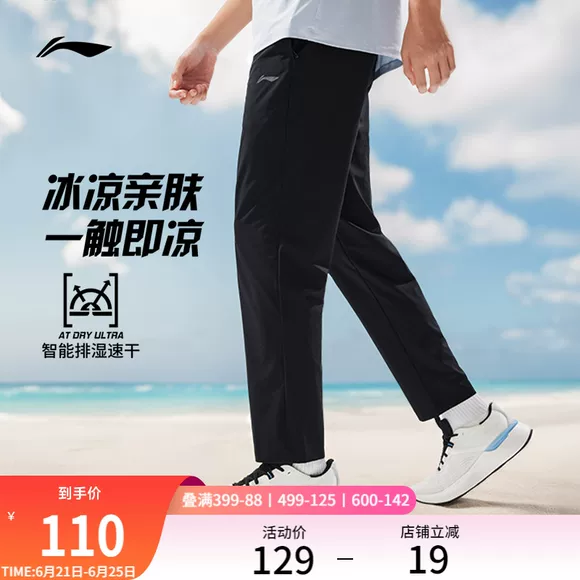 冰凉亲肤
一触即凉
AT DRY ULTRA
智能排湿速干
叠满399-88 | 499-125 | 600-142
到手价
¥ 110
TIME:6月21日-6月25日
活动价
129
—
店铺立减
19